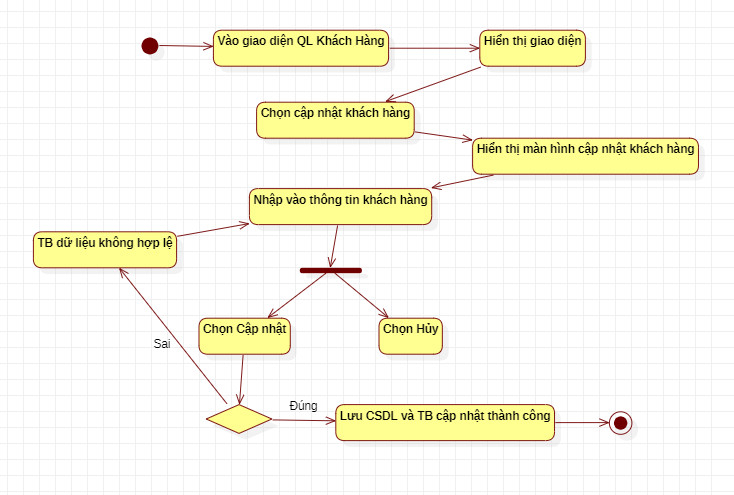 Vào giao diện QL Khách Hàng
Hiển thị giao diện
Chọn cập nhật khách hàng
Hiển thị màn hình cập nhật khách hàng
Nhập vào thông tin khách hàng
TB dữ liệu không hợp lệ
Chọn Cập nhật
Chọn Hủy
Sai
Đúng
Lưu CSDL và TB cập nhật thành công